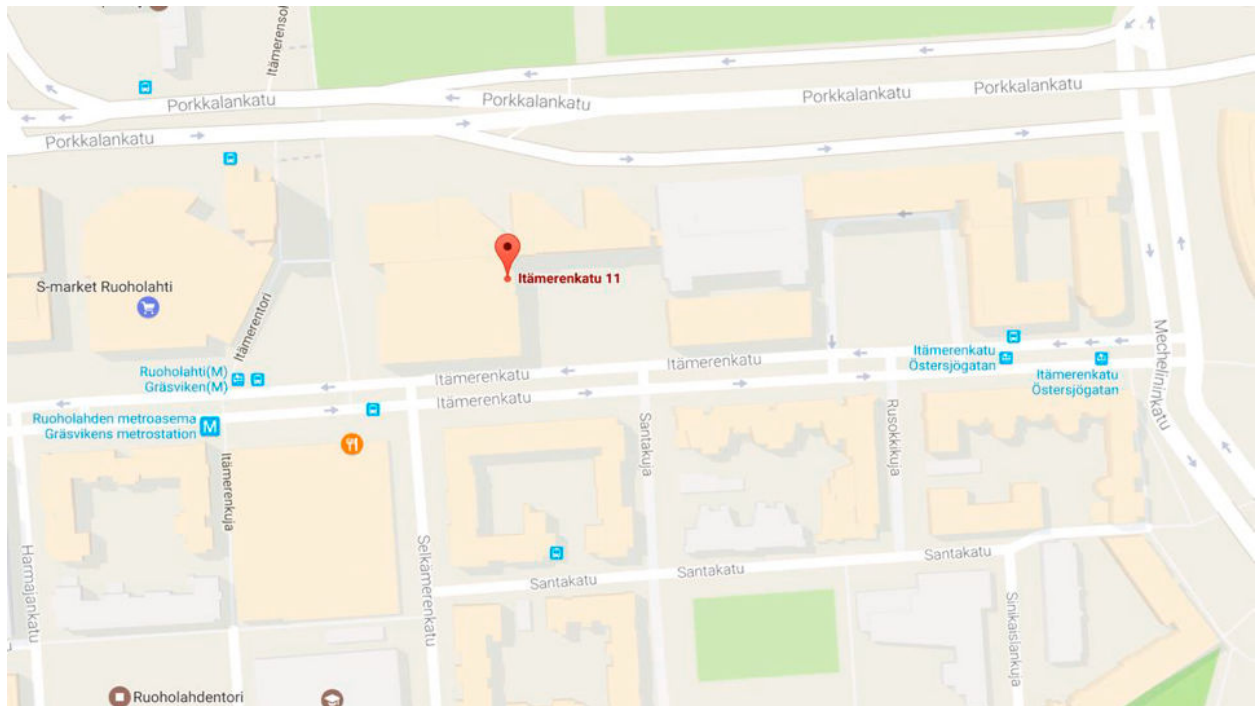 Itämerensol
Porkkalankatu
Porkkalankatu
Porkkalankatu
Porkkalankatu
Porkkalankatu
Itämerenkatu 11
S-market Ruoholahti
Itämerentori
Ruoholahti(M)
Gräsviken(M)
Itämerenkatu
Itämerenkatu
Itämerenkatu
Itämerenkatu
Östersjögatan
Itämerenkatu
Östersjögatan
Mechelininkatu
Ruoholahden metroasema
Gräsvikens metrostation
M
Itämerenkuja
Harmajankatu
Selkämerenkatu
Santakuja
Rusokkikuja
Santakatu
Santakatu
Santakatu
Sinikaislankuja
Ruoholahdentori